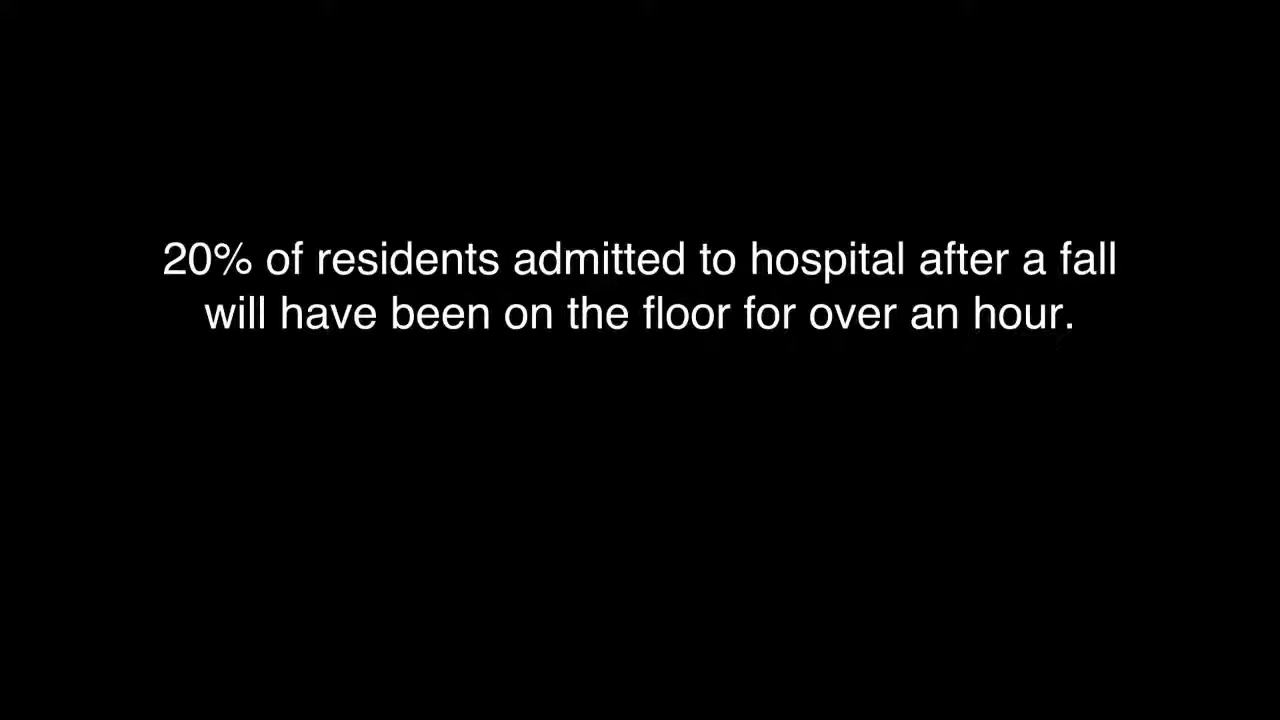 20% of residents admitted to hospital after a fall
will have been on the floor for over an hour.